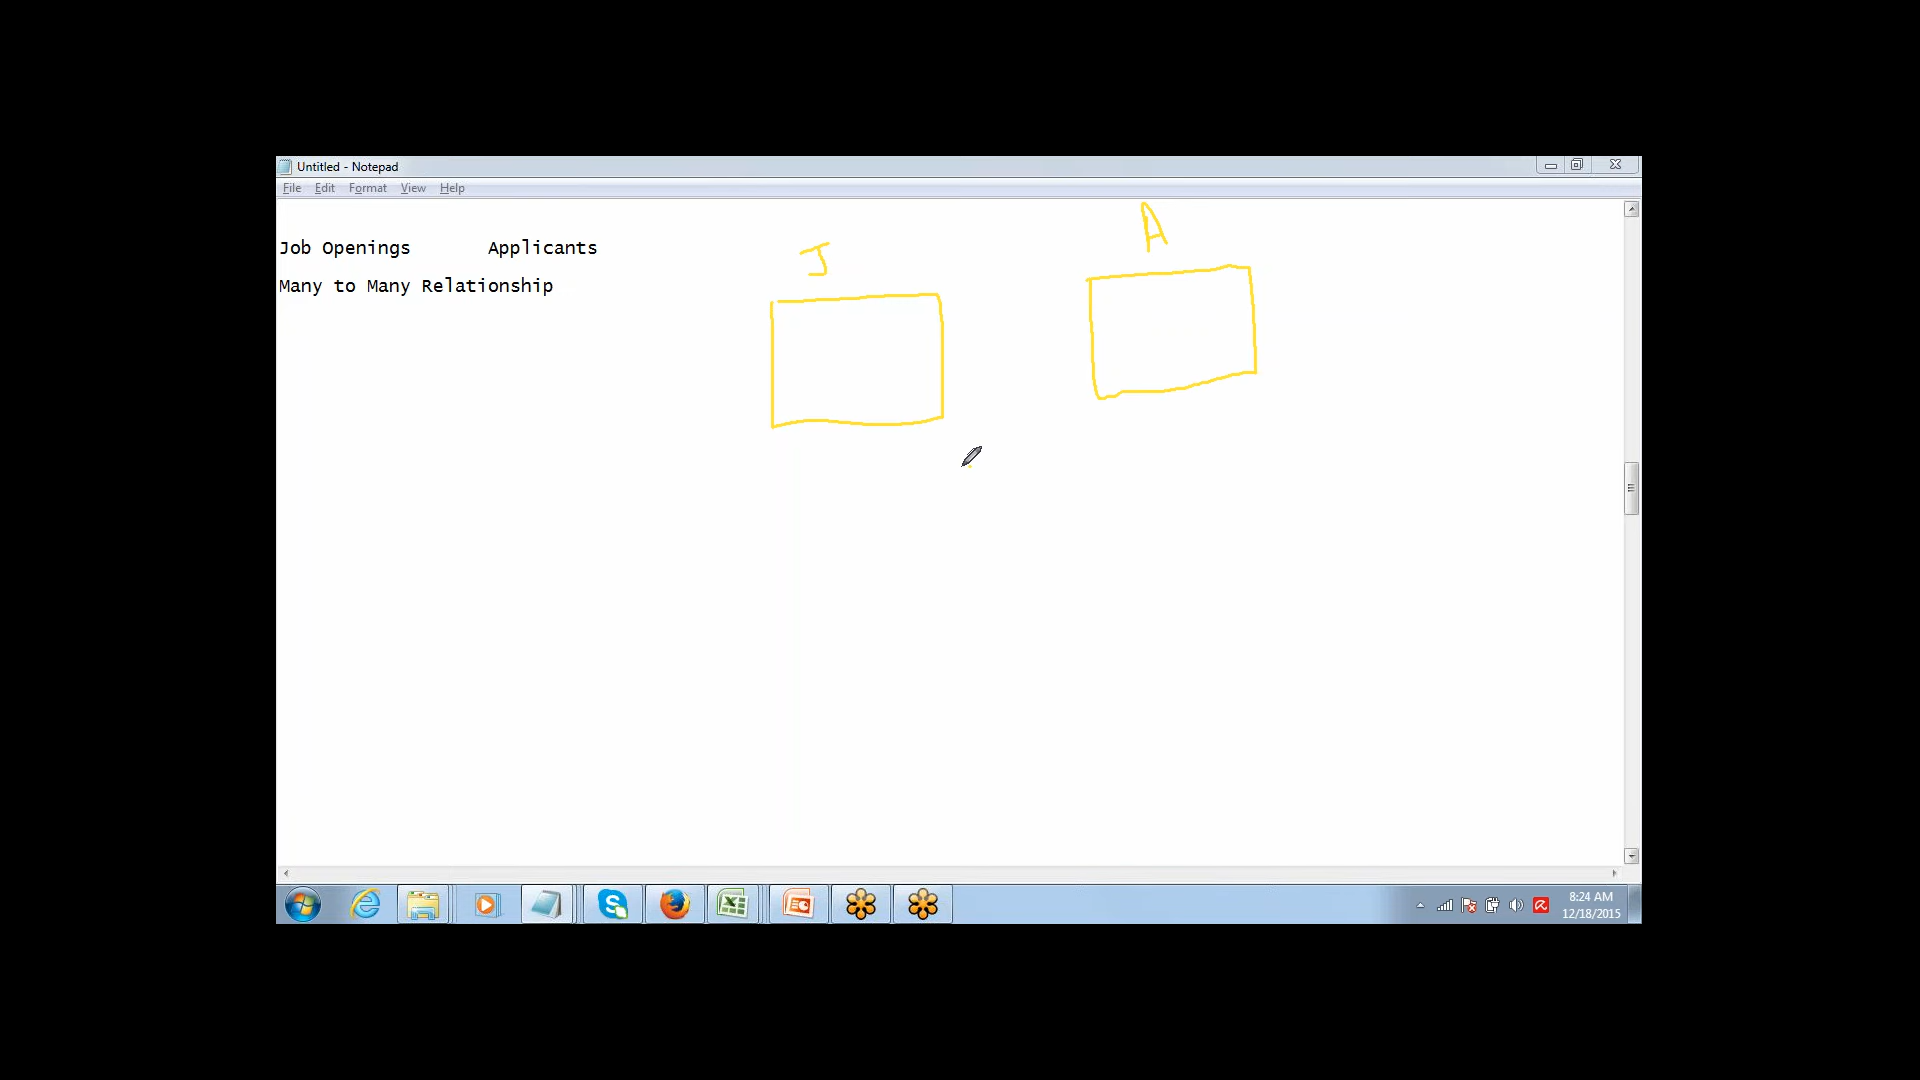 Untitled - Notepad
File Edit Format View Help
Job Openings Applicants
Many to Many Relationship
J
A
8:24 AM
12/18/2015